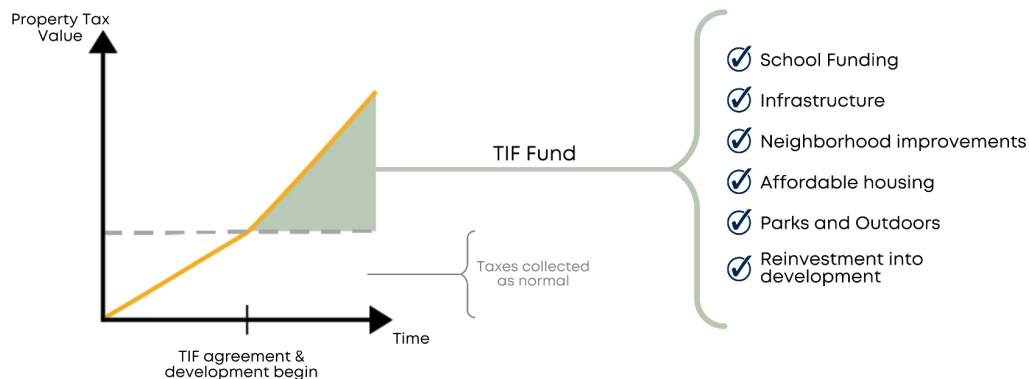 Property Tax
Value
School Funding
Infrastructure
Neighborhood improvements
TIF Fund
Affordable housing
Parks and Outdoors
Reinvestment into
development
Taxes collected
as normal
Time
TIF agreement &
development begin